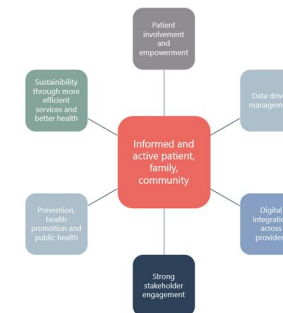 Patient
involvement
and
empowerment
Sustainibility
through more
efficient
services and
better health
Data
Informed and
active patient,
family,
community
Prevention,
health
promotion and
public health
Digital
across
Strong
stakeholder
engagement